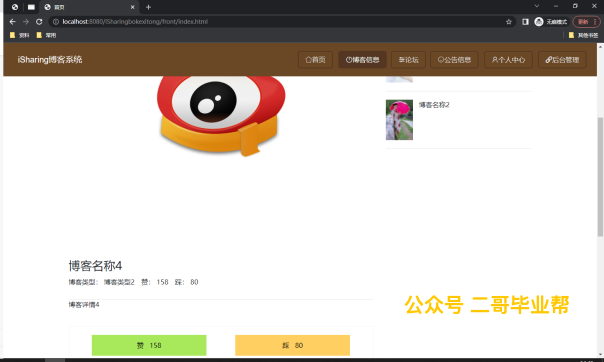 首页
localhost:8080/iSharingbokexitong/front/index.html
无痕模式
更新
资料
常用
其他书签
iSharing博客系统
首页
博客信息
论坛
公告信息
个人中心
后台管理
博客名称2
博客名称4
博客类型： 博客类型2 赞： 158 踩： 80
博客详情4
公众号 二哥毕业帮
赞 158
踩 80